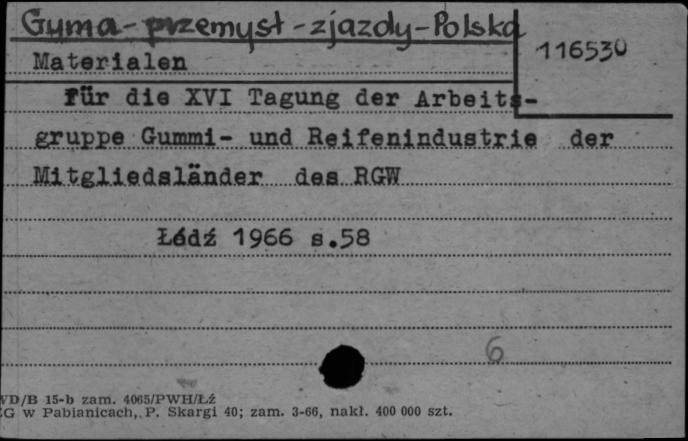 Guma-przemysł-zjazdy-Polska
116530
Materialen
für die XVI Tagung der Arbeits-
gruppe Gummi- und Reifenindustrie der
Mitgliedsländer des RGW
Łódź 1966 s.58
6
WD/B 15-b zam. 4065/PWH/Łź
ZG w Pabianicach, P. Skargi 40; zam. 3-66, nakł. 400 000 szt.